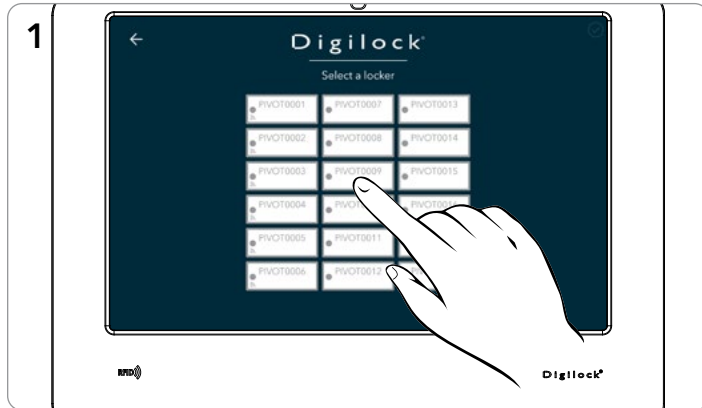 1
Digilock
Select a locker
PIVOT0001 PIVOT0007 PIVOT0013
PIVOT0002 PIVOT0008 PIVOT0014
PIVOT0003 PIVOT0009 PIVOT0015
PIVOT0004
PIVOT0005 PIVOT0011
PIVOT0006 PIVOT0012
RFID Digilock®